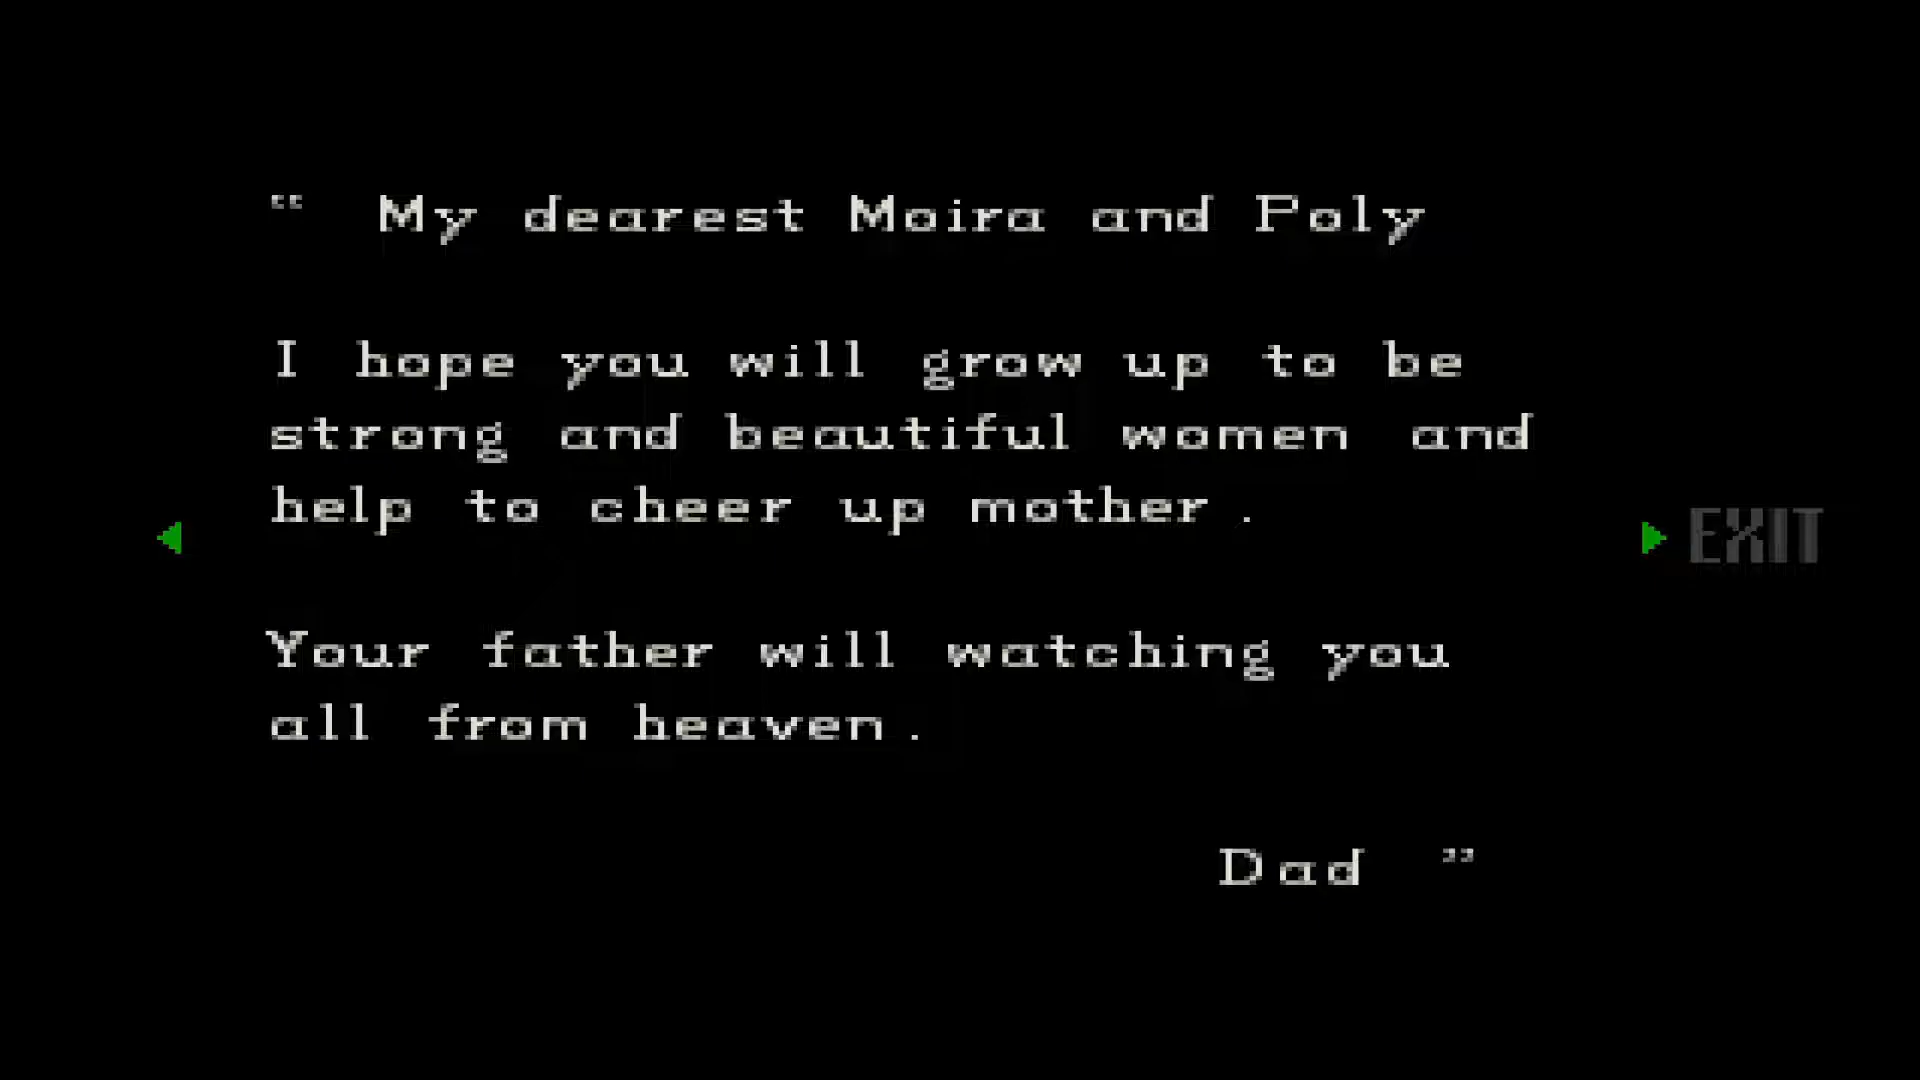 “ My dearest Moira and Poly
I hope you will grow up to be
strong and beautiful women and
help to cheer up mother .
EXIT
Your father will watching you
all from heaven .
Dad ”